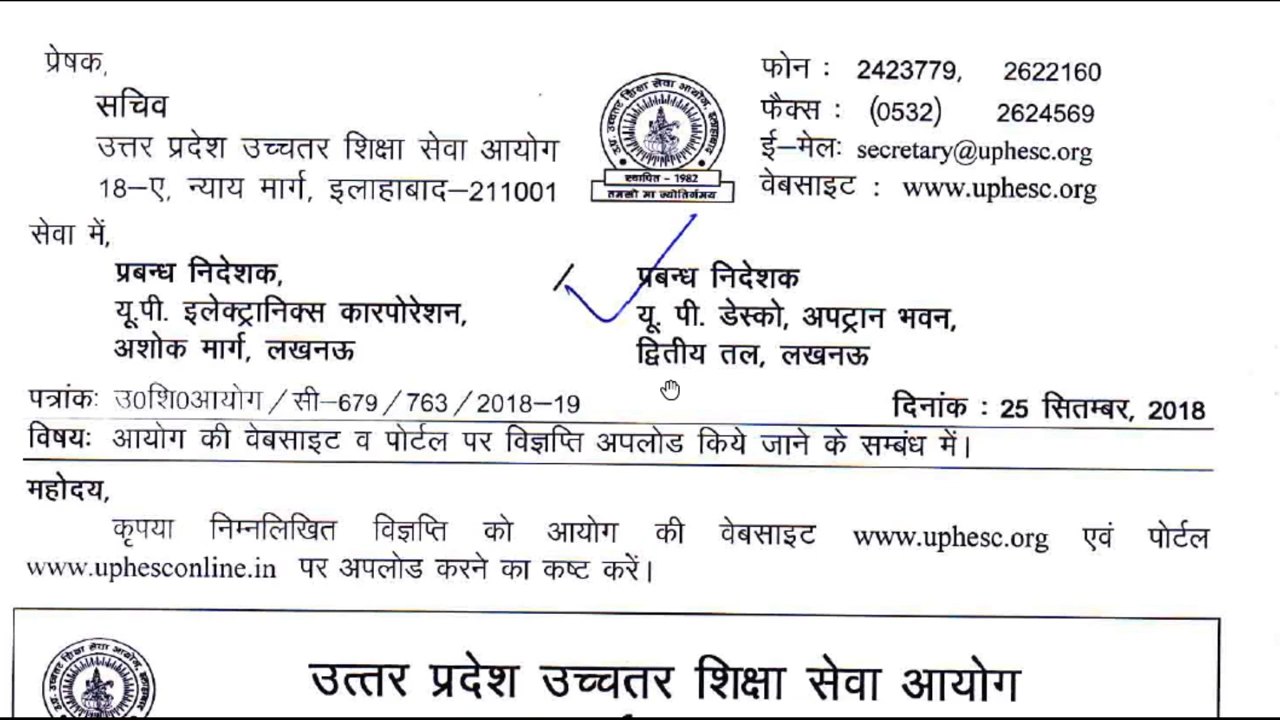 प्रेषक,
सचिव
उत्तर प्रदेश उच्चतर शिक्षा सेवा आयोग
18–ए, न्याय मार्ग, इलाहाबाद–211001
उ.प्र. उच्चतर शिक्षा सेवा आयोग, इलाहाबाद
स्थापित - 1982
तमसो मा ज्योतिर्गमय
फोन : 2423779, 2622160
फैक्स : (0532) 2624569
ई–मेलः secretary@uphesc.org
वेबसाइट : www.uphesc.org
सेवा में,
प्रबन्ध निदेशक,
यू.पी. इलेक्ट्रानिक्स कारपोरेशन,
अशोक मार्ग, लखनऊ
प्रबन्ध निदेशक
यू. पी. डेस्को, अपट्रान भवन,
द्वितीय तल, लखनऊ
पत्रांकः उ0शि0आयोग / सी–679 / 763 / 2018–19
दिनांक : 25 सितम्बर, 2018
विषयः आयोग की वेबसाइट व पोर्टल पर विज्ञप्ति अपलोड किये जाने के सम्बंध में।
महोदय,
कृपया निम्नलिखित विज्ञप्ति को आयोग की वेबसाइट www.uphesc.org एवं पोर्टल
www.uphesconline.in पर अपलोड करने का कष्ट करें।
उत्तर प्रदेश उच्चतर शिक्षा सेवा आयोग